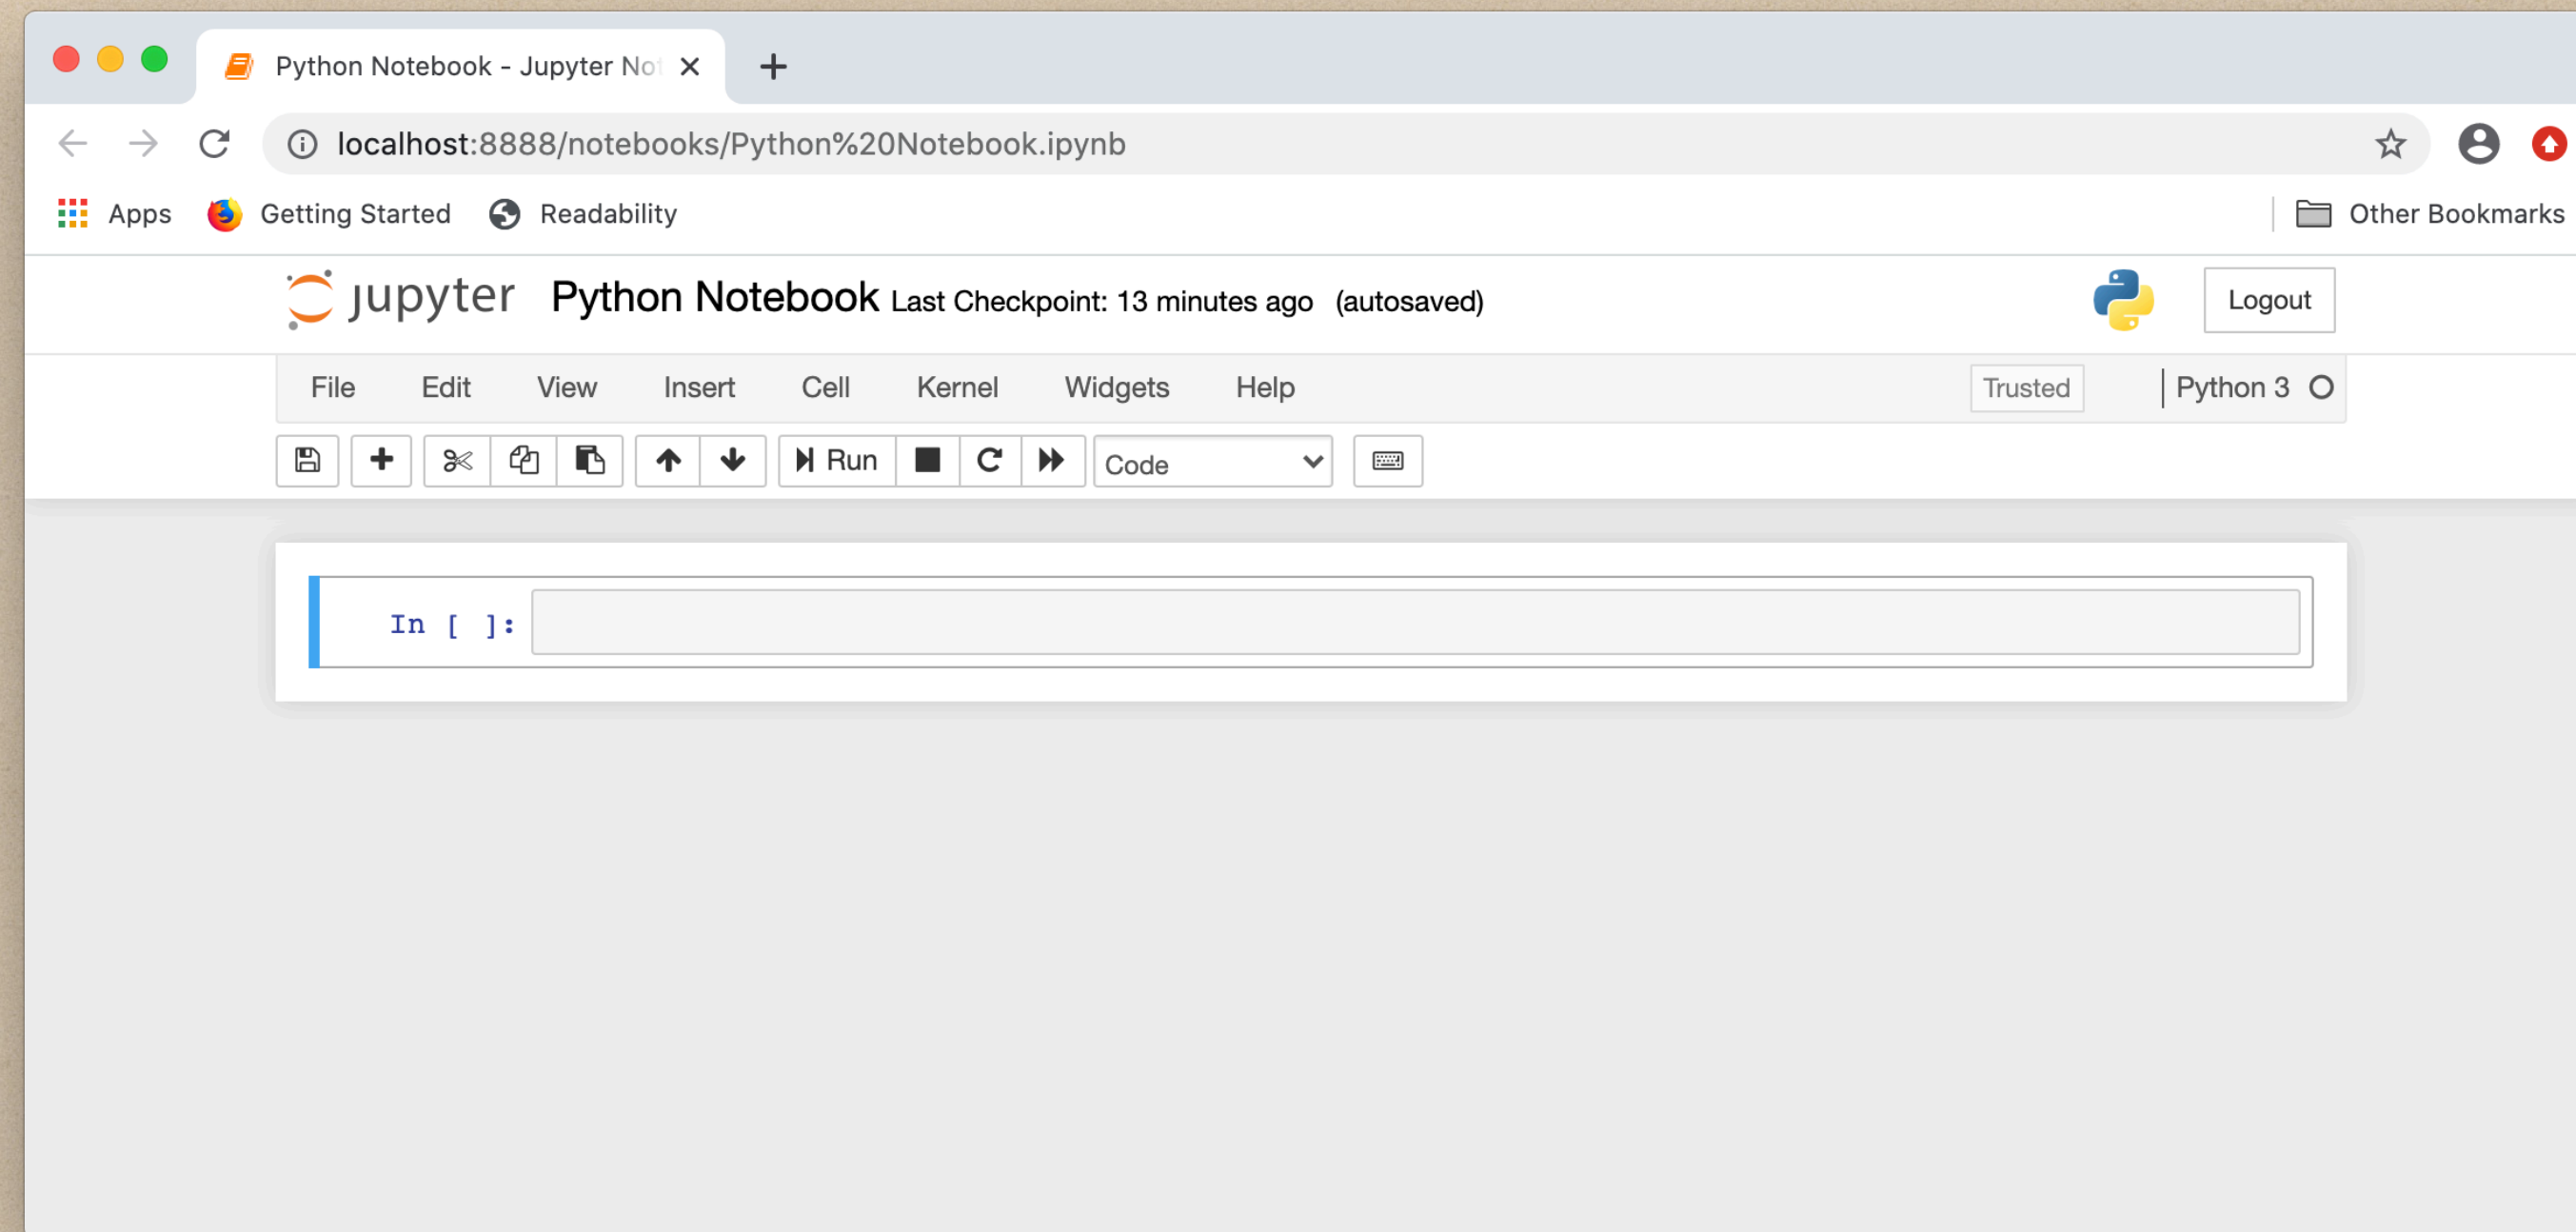 Python Notebook - Jupyter Not
localhost:8888/notebooks/Python%20Notebook.ipynb
Apps Getting Started Readability Other Bookmarks
jupyter Python Notebook Last Checkpoint: 13 minutes ago (autosaved) Logout
File Edit View Insert Cell Kernel Widgets Help Trusted Python 3
Run Code
In [ ]: